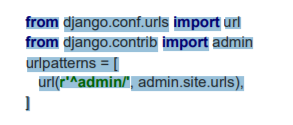 from django.conf.urls import url
from django.contrib import admin
urlpatterns = [
url(r'^admin/', admin.site.urls),
]